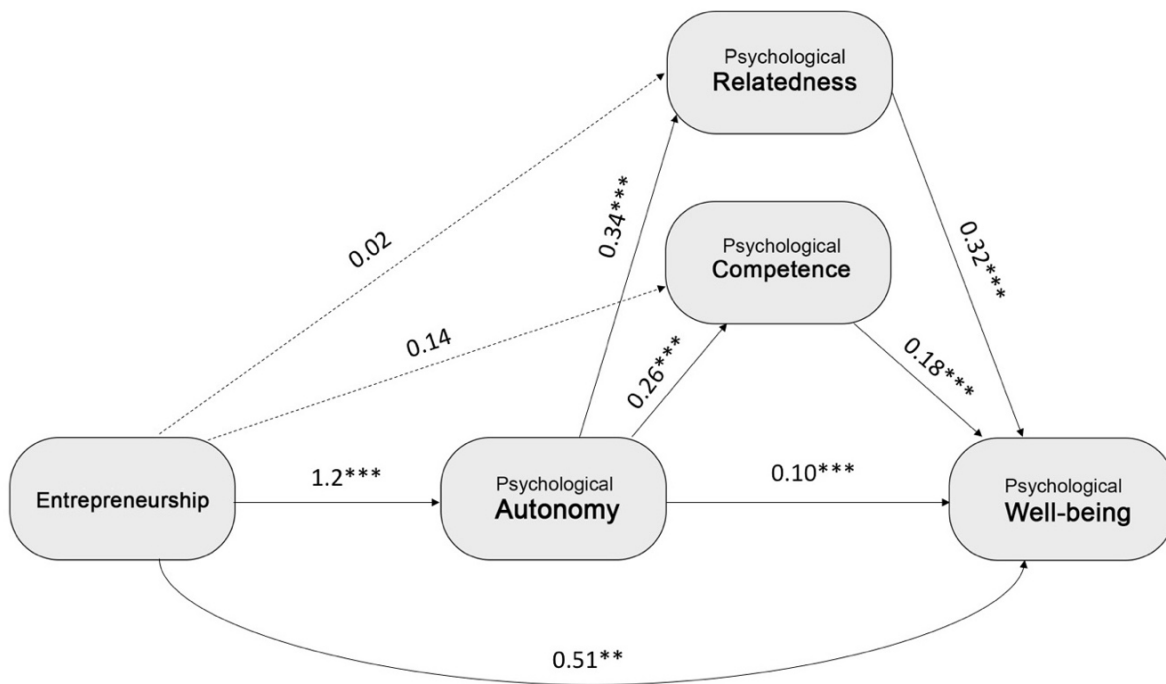 Psychological
Relatedness
0.02
0.34***
0.32***
Psychological
Competence
0.14
0.26***
0.18***
Entrepreneurship
1.2***
Psychological
Autonomy
0.10***
Psychological
Well-being
0.51**